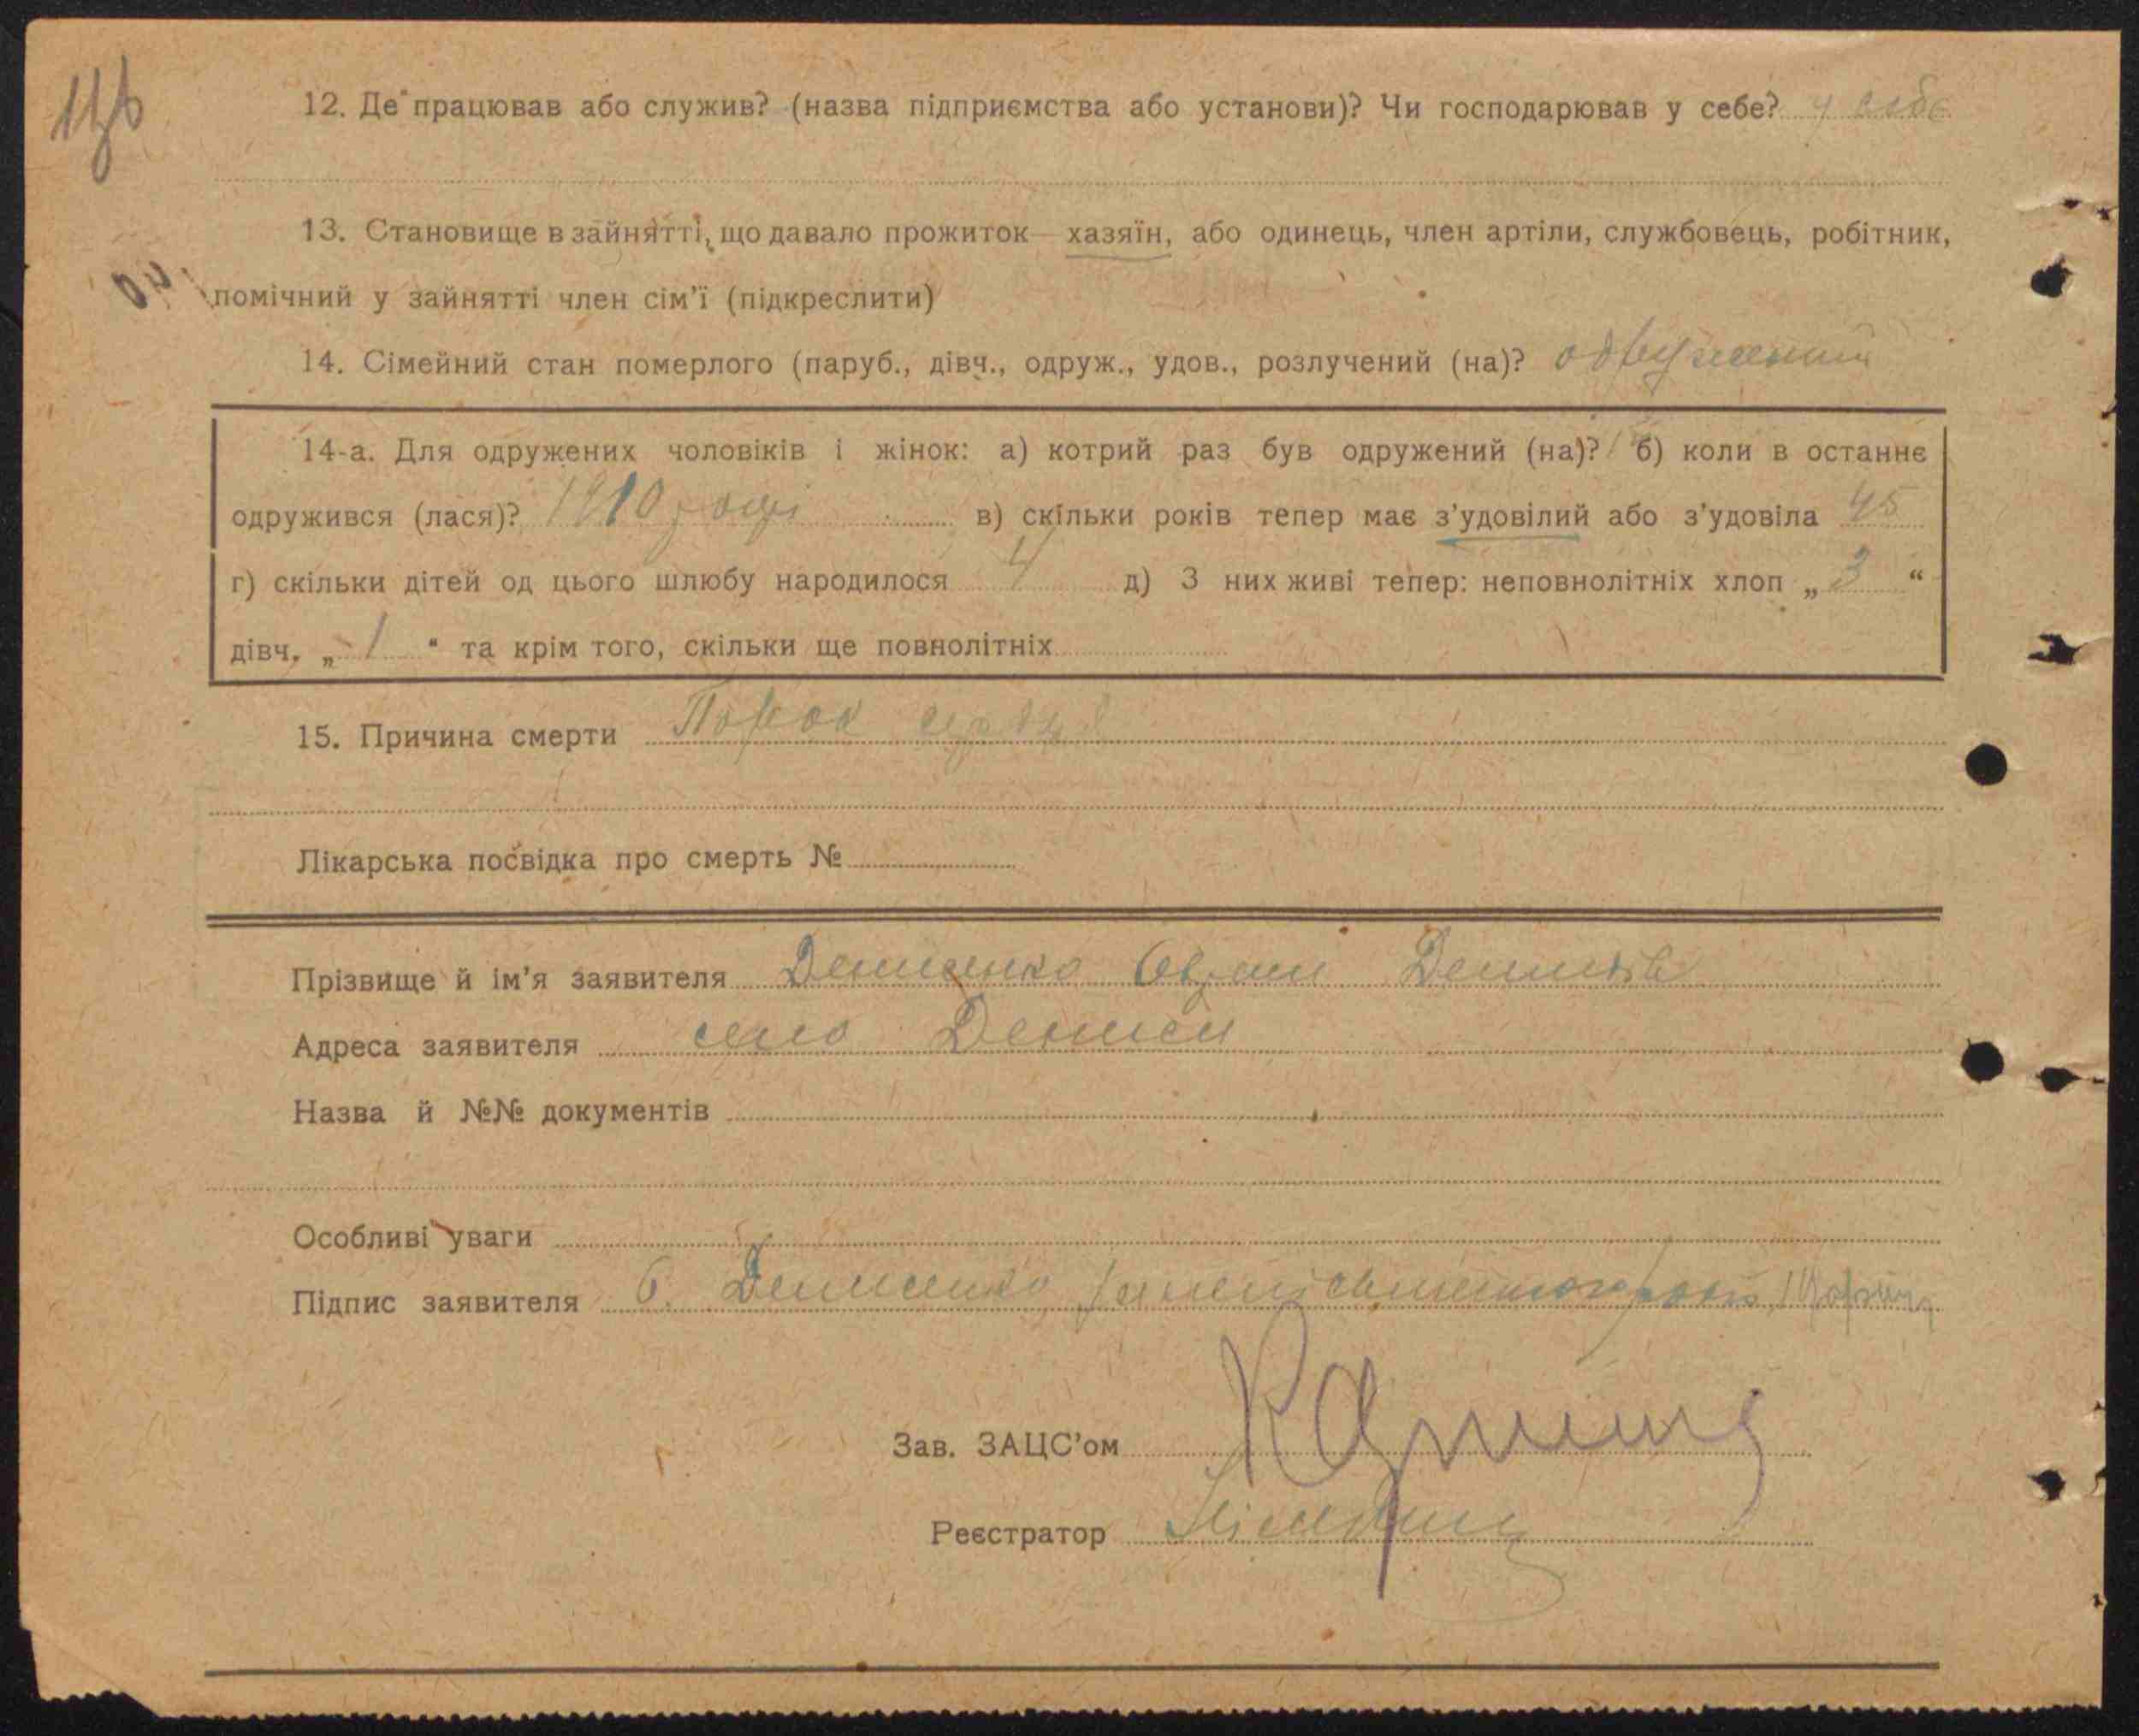 12. Де працював або служив? (назва підприємства або установи)? Чи господарював у себе? у себе
13. Становище в зайнятті, що давало прожиток — хазяїн, або одинець, член артіли, службовець, робітник,
помічний у зайнятті член сім'ї (підкреслити)
14. Сімейний стан померлого (паруб., дівч., одруж., удов., розлучений (на)? одружений
14-а. Для одружених чоловіків і жінок: а) котрий раз був одружений (на)? 1 б) коли в останнє
одружився (лася)? 1910 році в) скільки років тепер має з'удовілий або з'удовіла 45
г) скільки дітей од цього шлюбу народилося 4 д) З них живі тепер: неповнолітніх хлоп „ 3 “
дівч. „ 1 “ та крім того, скільки ще повнолітніх
15. Причина смерти Порок серця
Лікарська посвідка про смерть №
Прізвище й ім'я заявителя Денисенко
Адреса заявителя село Дениси
Назва й №№ документів
Особливі уваги
Підпис заявителя Денисенко
Зав. ЗАЦС'ом
Реєстратор